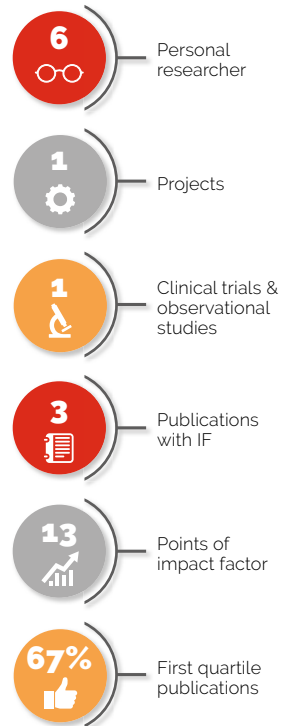 6
Personal
researcher
1
Projects
1
Clinical trials &
observational
studies
3
Publications
with IF
13
Points of
impact factor
67%
First quartile
publications